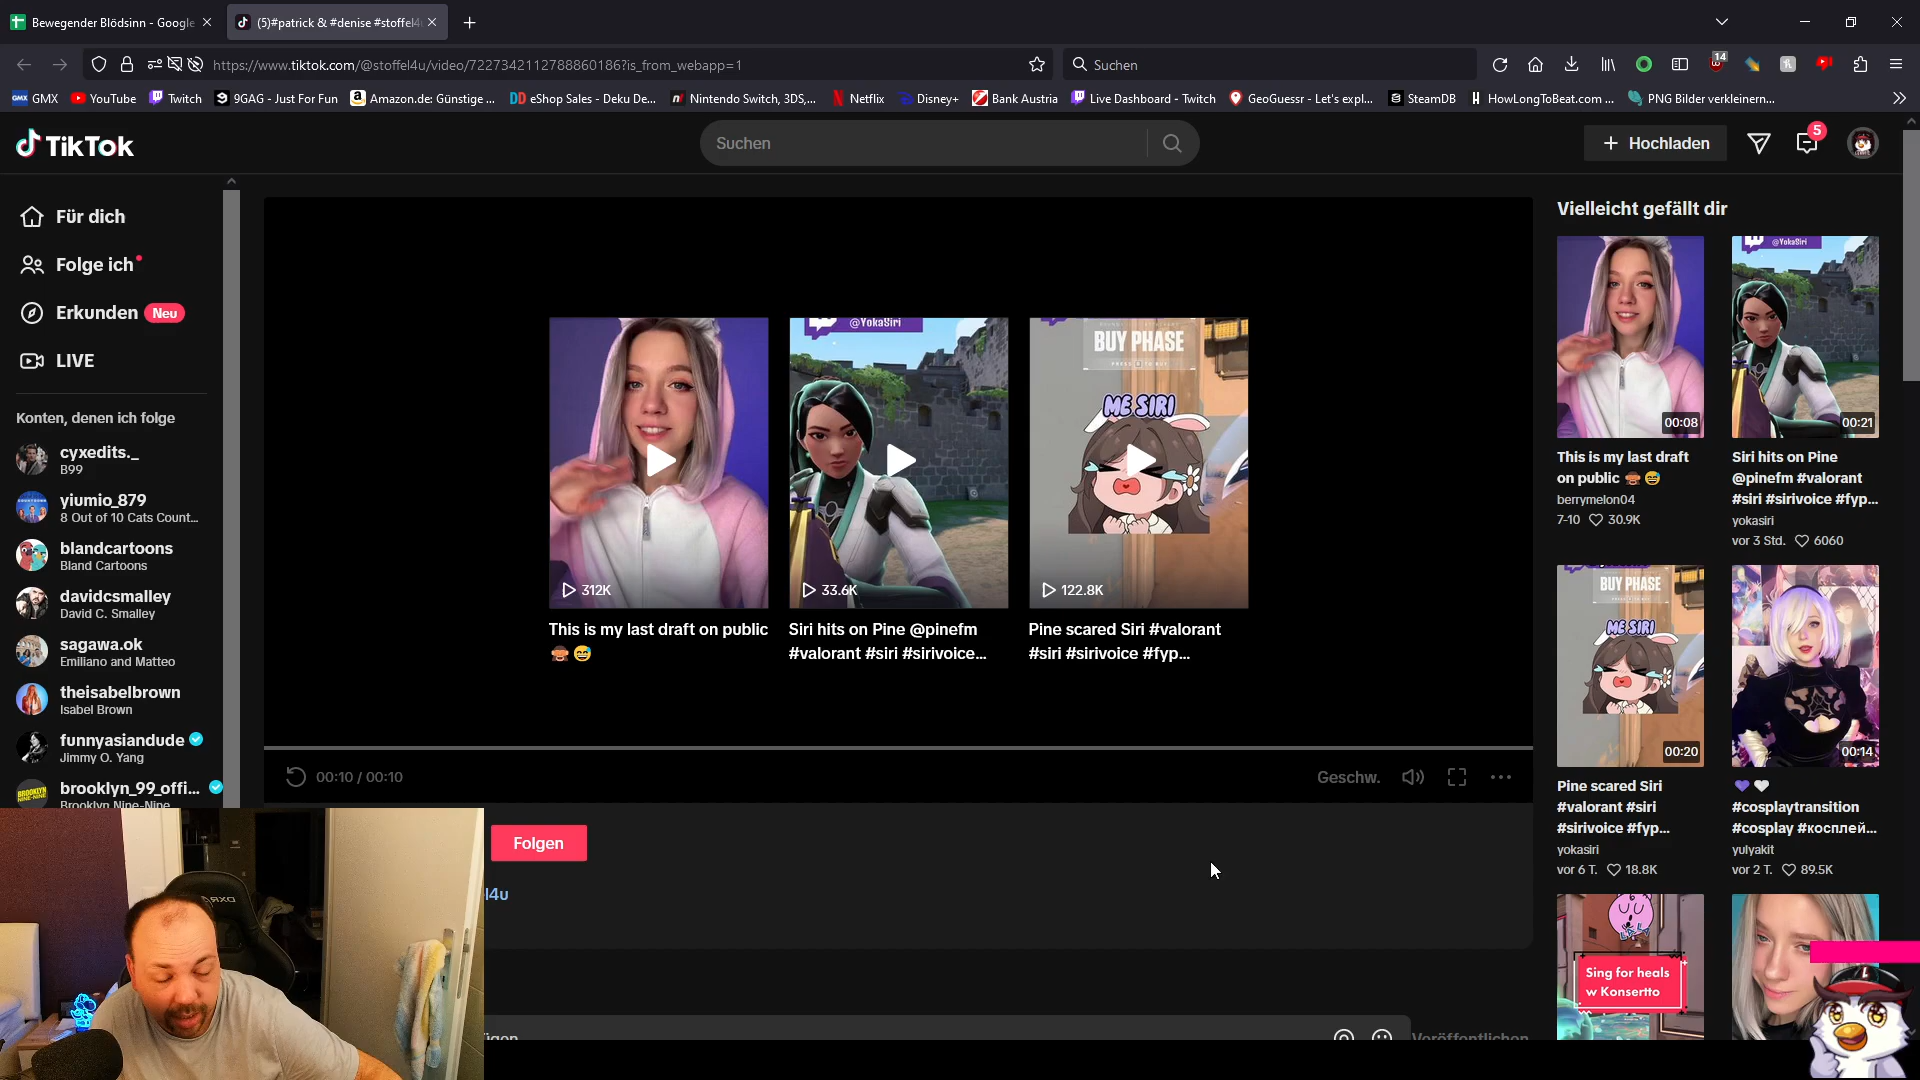 Bewegender Blödsinn - Google
(5)#patrick & #denise #stoffel4
https://www.tiktok.com/@stoffel4u/video/7227342112788860186?is_from_webapp=1
Suchen
14
GMX
YouTube
Twitch
9GAG - Just For Fun
Amazon.de: Günstige ...
eShop Sales - Deku De...
Nintendo Switch, 3DS,...
Netflix
Disney+
Bank Austria
Live Dashboard - Twitch
GeoGuessr - Let's expl...
SteamDB
HowLongToBeat.com ...
PNG Bilder verkleinern...
TikTok
Suchen
Hochladen
5
Für dich
Folge ich
Erkunden Neu
LIVE
Konten, denen ich folge
cyxedits._
B99
yiumio_879
8 Out of 10 Cats Count...
blandcartoons
Bland Cartoons
davidcsmalley
David C. Smalley
sagawa.ok
Emiliano and Matteo
theisabelbrown
Isabel Brown
funnyasiandude
Jimmy O. Yang
brooklyn_99_offi...
Brooklyn Nine-Nine
@YokaSiri
BUY PHASE
ME SIRI
312K
33.6K
122.8K
This is my last draft on public
Siri hits on Pine @pinefm
#valorant #siri #sirivoice...
Pine scared Siri #valorant
#siri #sirivoice #fyp...
00:10 / 00:10
Geschw.
Folgen
l4u
Veröffentlichen
Vielleicht gefällt dir
00:08
This is my last draft
on public
berrymelon04
7-10 30.9K
@YokaSiri
00:21
Siri hits on Pine
@pinefm #valorant
#siri #sirivoice #fyp...
yokasiri
vor 3 Std. 6060
BUY PHASE
ME SIRI
00:20
Pine scared Siri
#valorant #siri
#sirivoice #fyp...
yokasiri
vor 6 T. 18.8K
00:14
#cosplaytransition
#cosplay #косплей...
yulyakit
vor 2 T. 89.5K
Sing for heals
w Konsertto